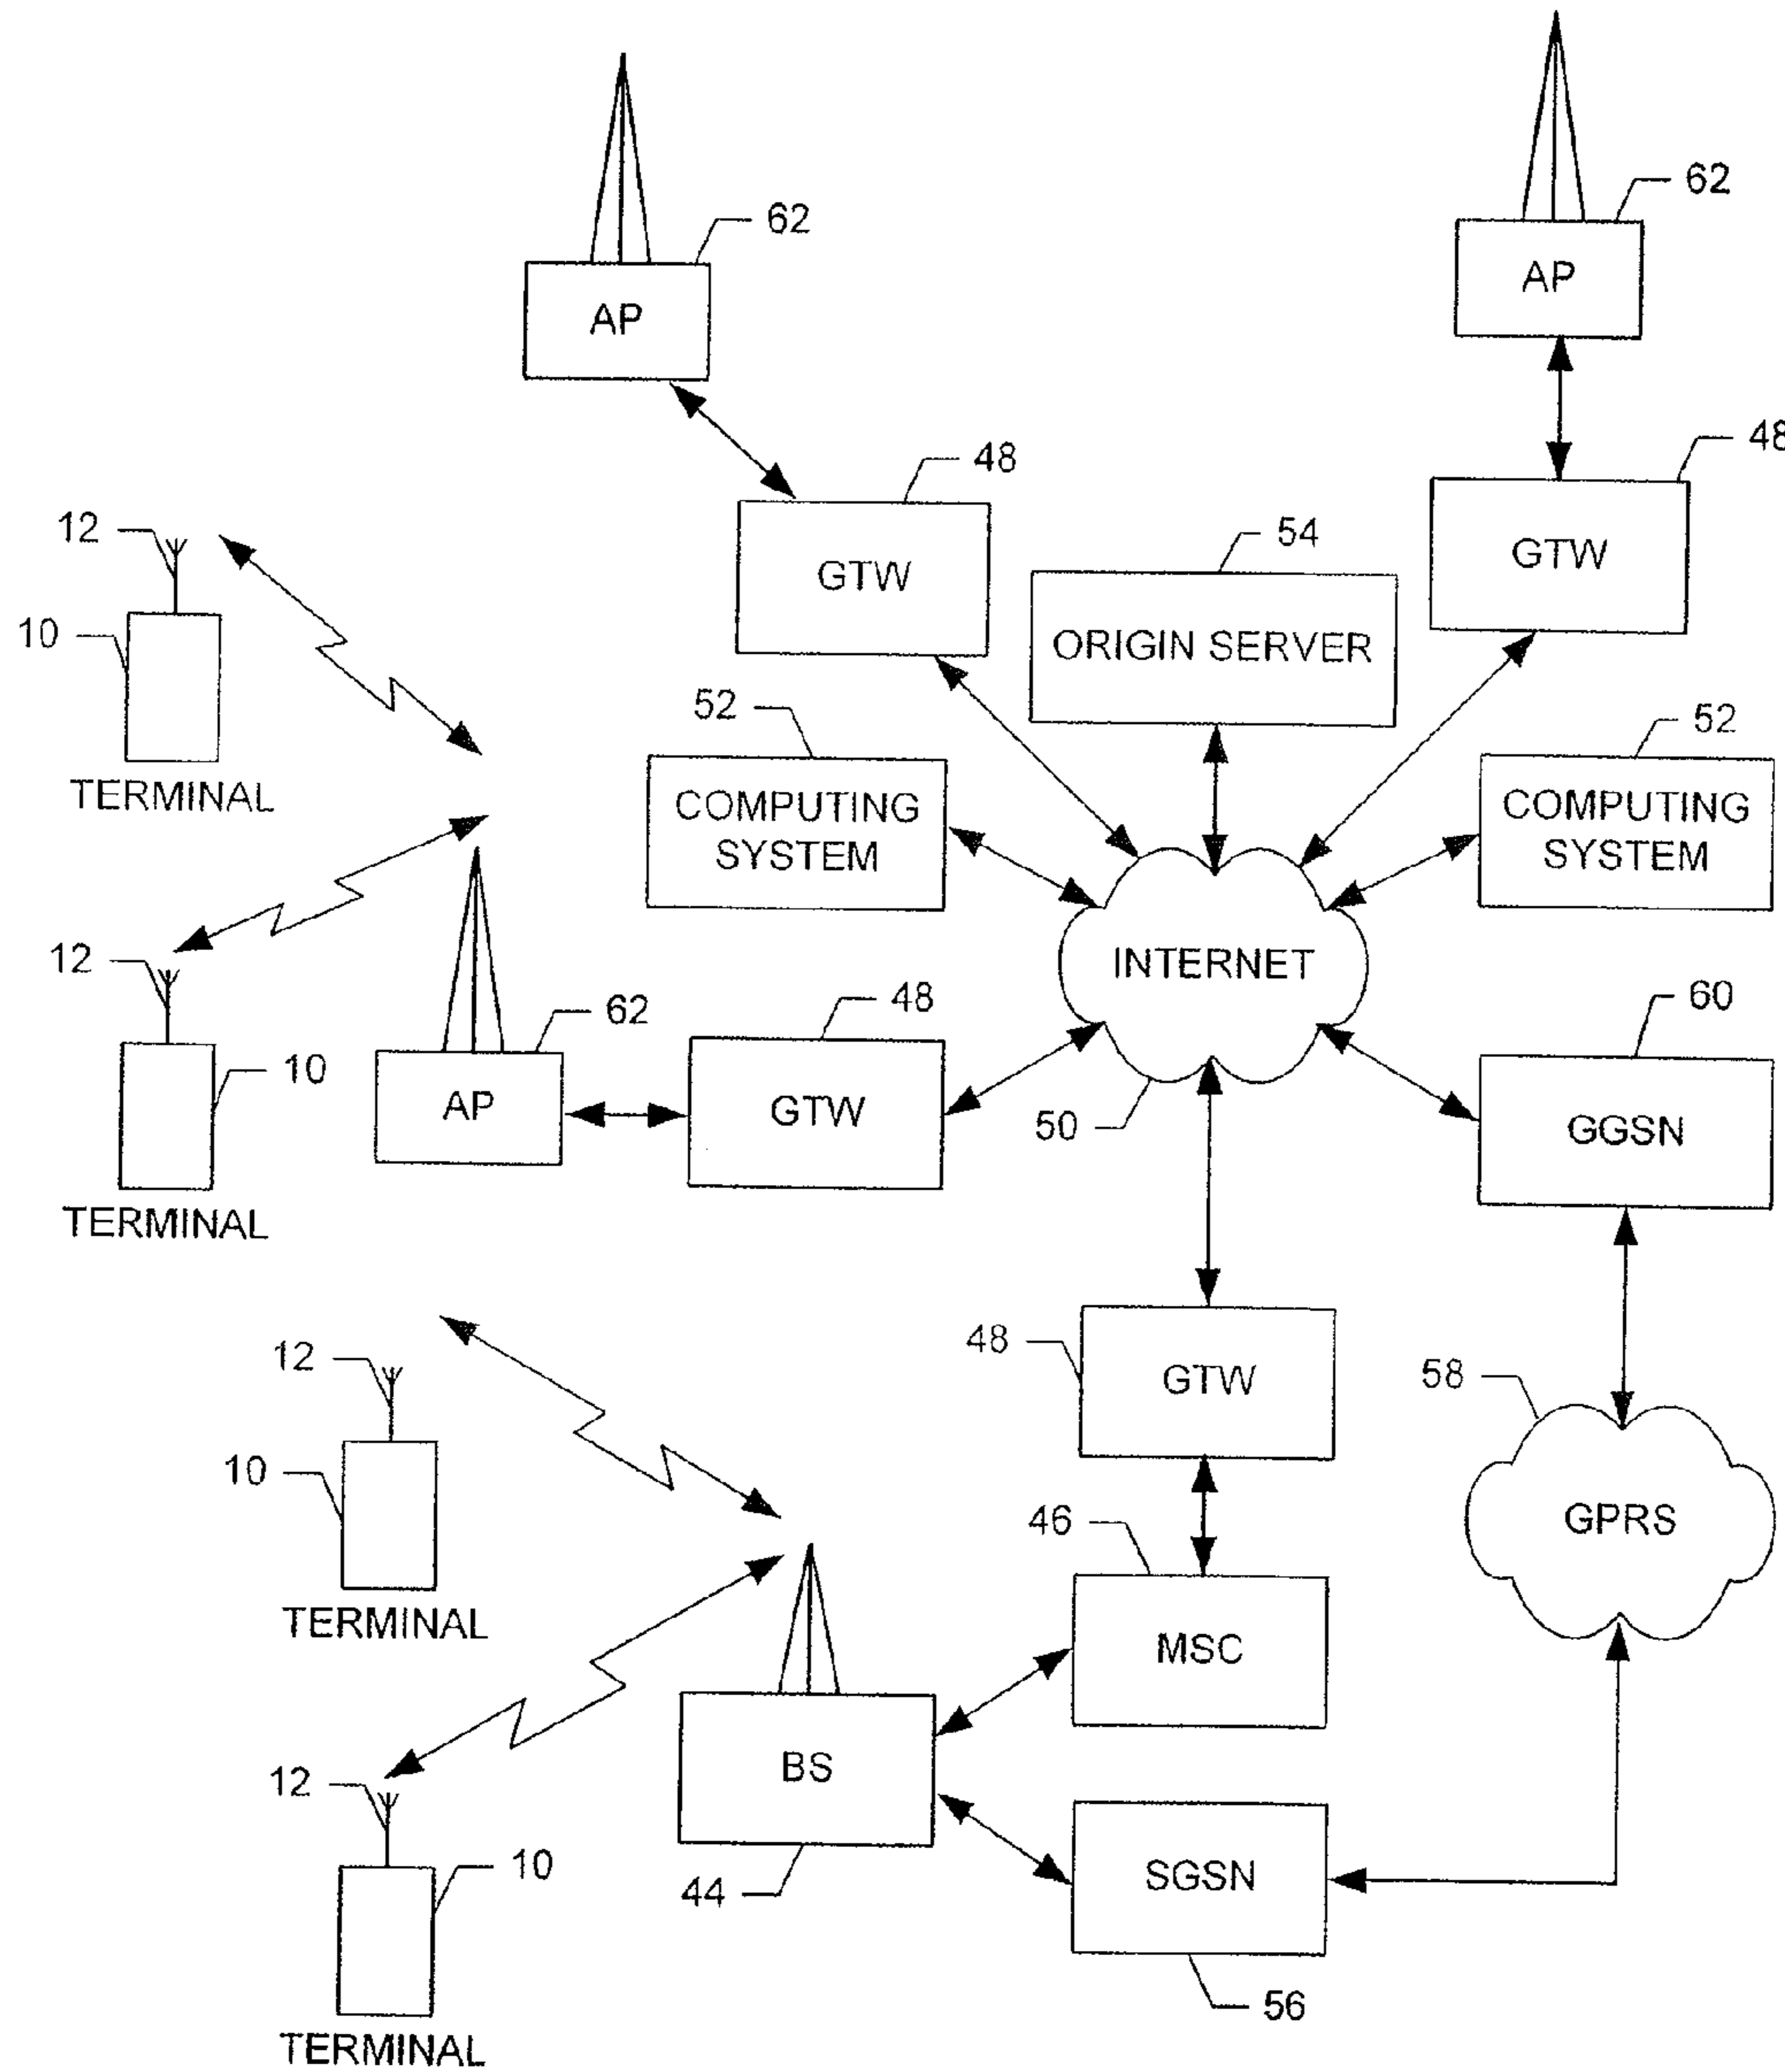 62
AP
62
AP
48
GTW
48
GTW
54
ORIGIN SERVER
12
10
TERMINAL
52
COMPUTING
SYSTEM
52
COMPUTING
SYSTEM
INTERNET
50
12
10
TERMINAL
62
AP
48
GTW
60
GGSN
48
GTW
58
GPRS
12
10
TERMINAL
46
MSC
BS
44
12
10
TERMINAL
SGSN
56